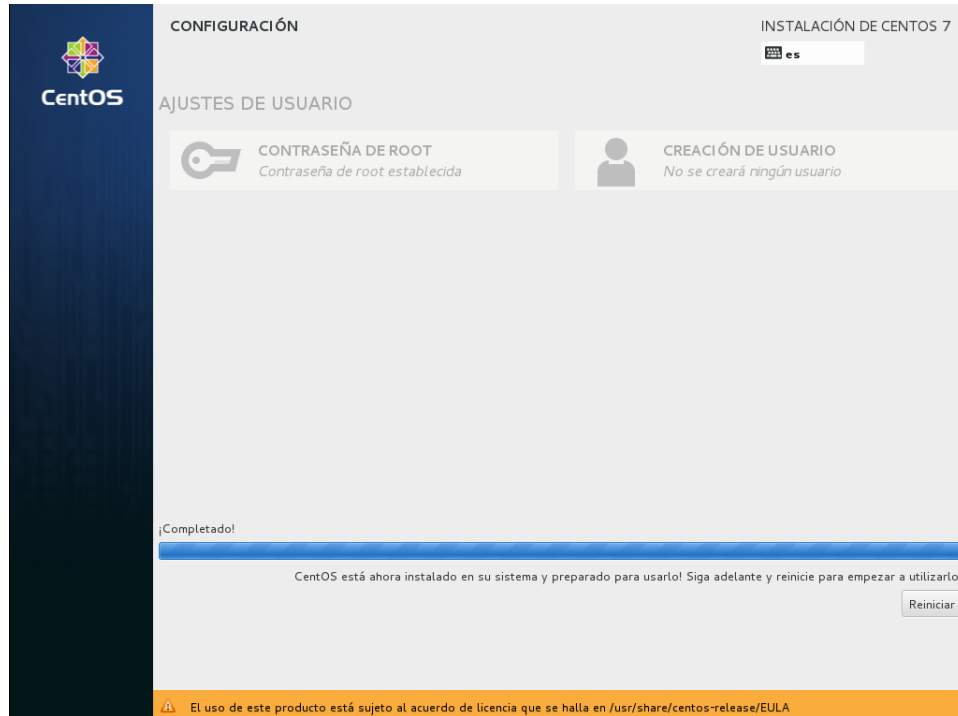 CentOS
CONFIGURACIÓN
INSTALACIÓN DE CENTOS 7
es
AJUSTES DE USUARIO
CONTRASEÑA DE ROOT
Contraseña de root establecida
CREACIÓN DE USUARIO
No se creará ningún usuario
¡Completado!
CentOS está ahora instalado en su sistema y preparado para usarlo! Siga adelante y reinicie para empezar a utilizarlo
Reiniciar
El uso de este producto está sujeto al acuerdo de licencia que se halla en /usr/share/centos-release/EULA